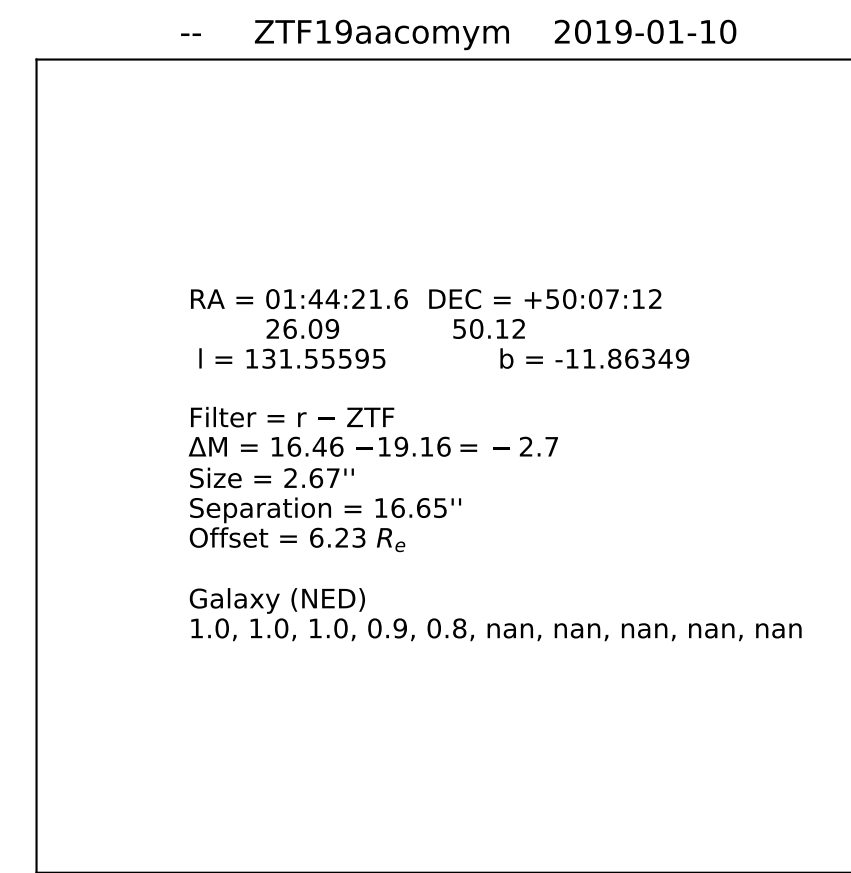 -- ZTF19aacomym 2019-01-10
RA = 01:44:21.6 DEC = +50:07:12
26.09 50.12
l = 131.55595 b = -11.86349
Filter = r − ZTF
ΔM = 16.46 −19.16 = − 2.7
Size = 2.67''
Separation = 16.65''
Offset = 6.23 Rₑ
Galaxy (NED)
1.0, 1.0, 1.0, 0.9, 0.8, nan, nan, nan, nan, nan